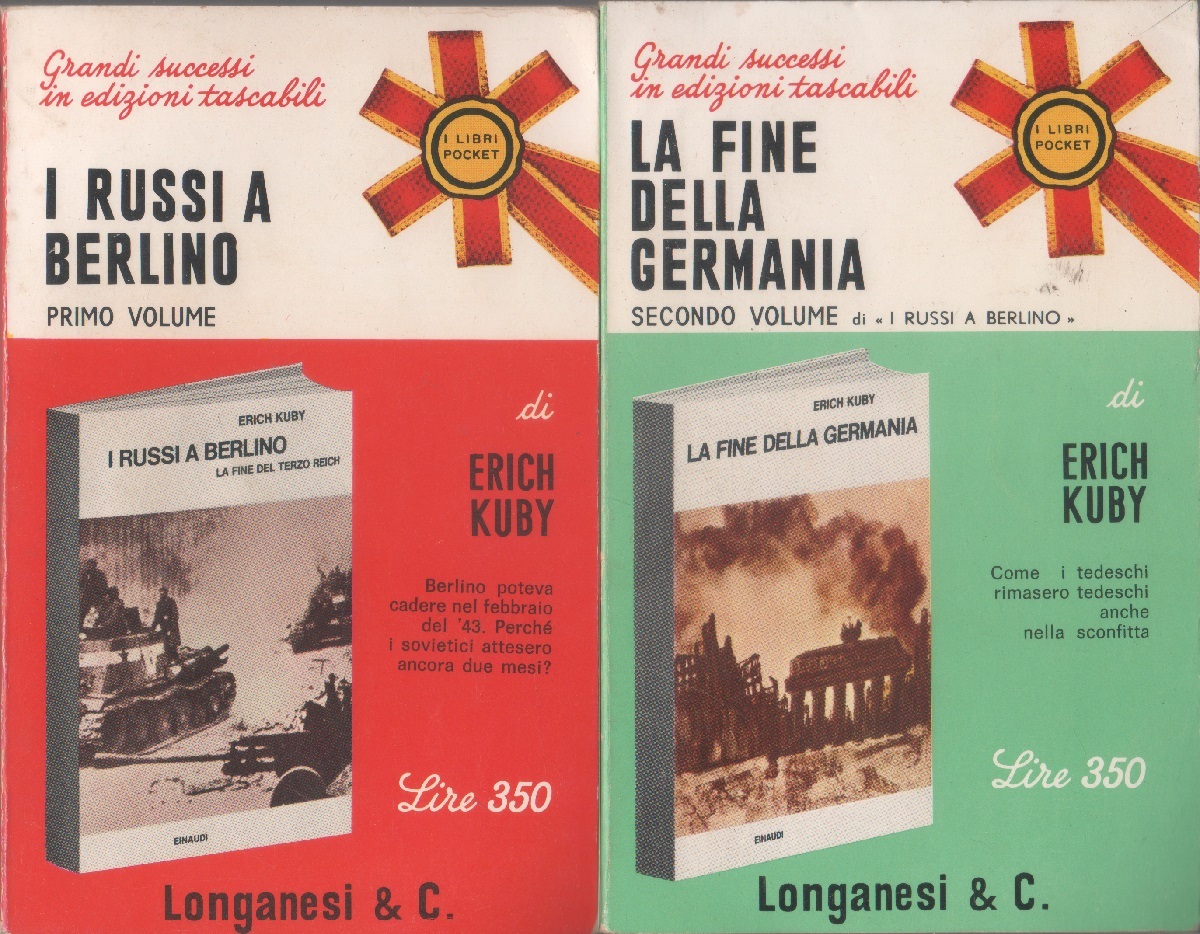 Grandi successi
in edizioni tascabili
I LIBRI
POCKET
I RUSSI A
BERLINO
PRIMO VOLUME
ERICH KUBY
I RUSSI A BERLINO
LA FINE DEL TERZO REICH
EINAUDI
di
ERICH
KUBY
Berlino poteva
cadere nel febbraio
del '43. Perché
i sovietici attesero
ancora due mesi?
Lire 350
Longanesi & C.
Grandi successi
in edizioni tascabili
I LIBRI
POCKET
LA FINE
DELLA
GERMANIA
SECONDO VOLUME di « I RUSSI A BERLINO »
ERICH KUBY
LA FINE DELLA GERMANIA
EINAUDI
di
ERICH
KUBY
Come i tedeschi
rimasero tedeschi
anche
nella sconfitta
Lire 350
Longanesi & C.